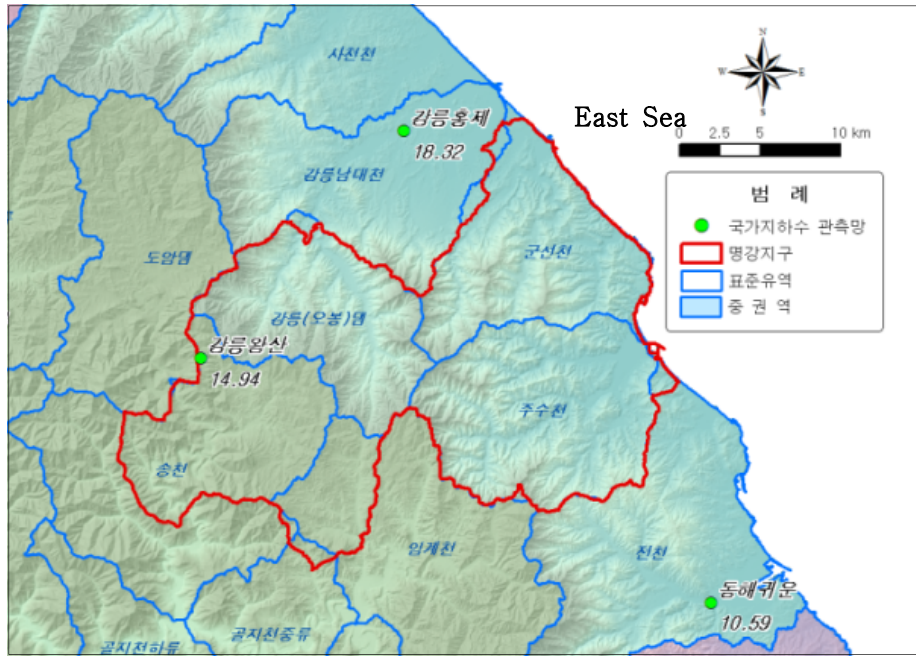 사천천
N
W
E
S
East Sea
0 2.5 5 10 km
강릉홍제
18.32
강릉남대천
범 례
국가지하수 관측망
명강지구
표준유역
중 권 역
군선천
도암댐
강릉(오봉)댐
강릉왕산
14.94
주수천
송천
임계천
전천
동해귀운
10.59
골지천중류
골지천하류